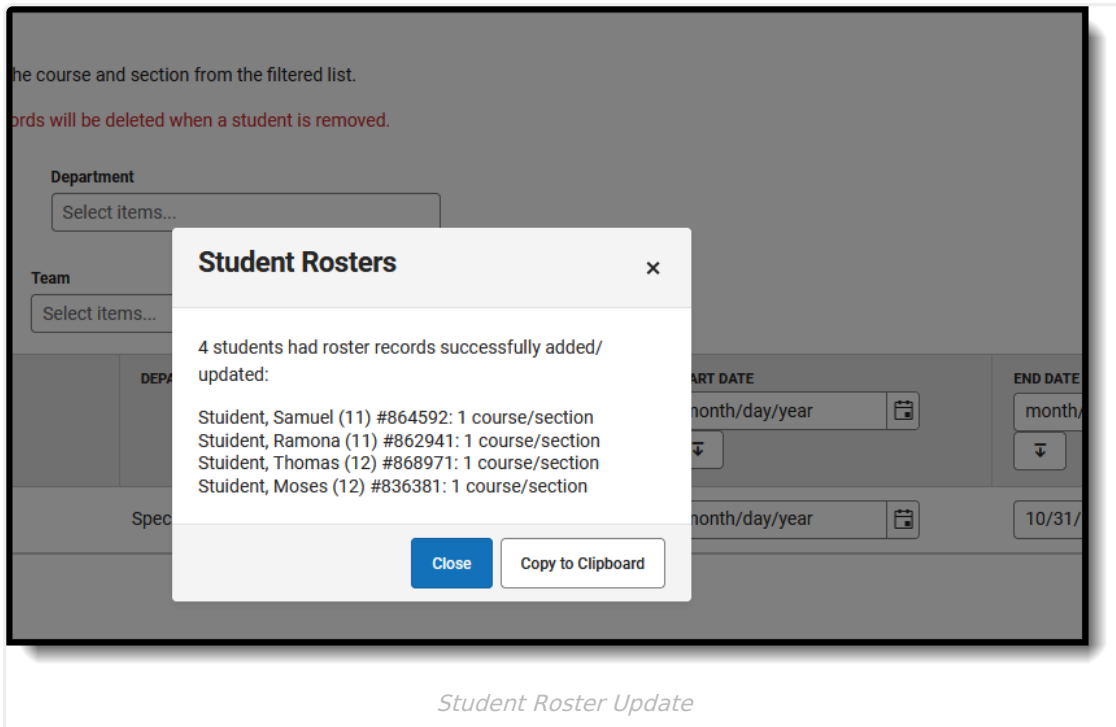 he course and section from the filtered list.
ords will be deleted when a student is removed.
Department
Select items...
Team
Select items...
Student Rosters
×
4 students had roster records successfully added/
updated:
Stuident, Samuel (11) #864592: 1 course/section
Stuident, Ramona (11) #862941: 1 course/section
Stuident, Thomas (12) #868971: 1 course/section
Stuident, Moses (12) #836381: 1 course/section
Close Copy to Clipboard
DEPA ART DATE END DATE
month/day/year month/
Spec month/day/year 10/31/
Student Roster Update